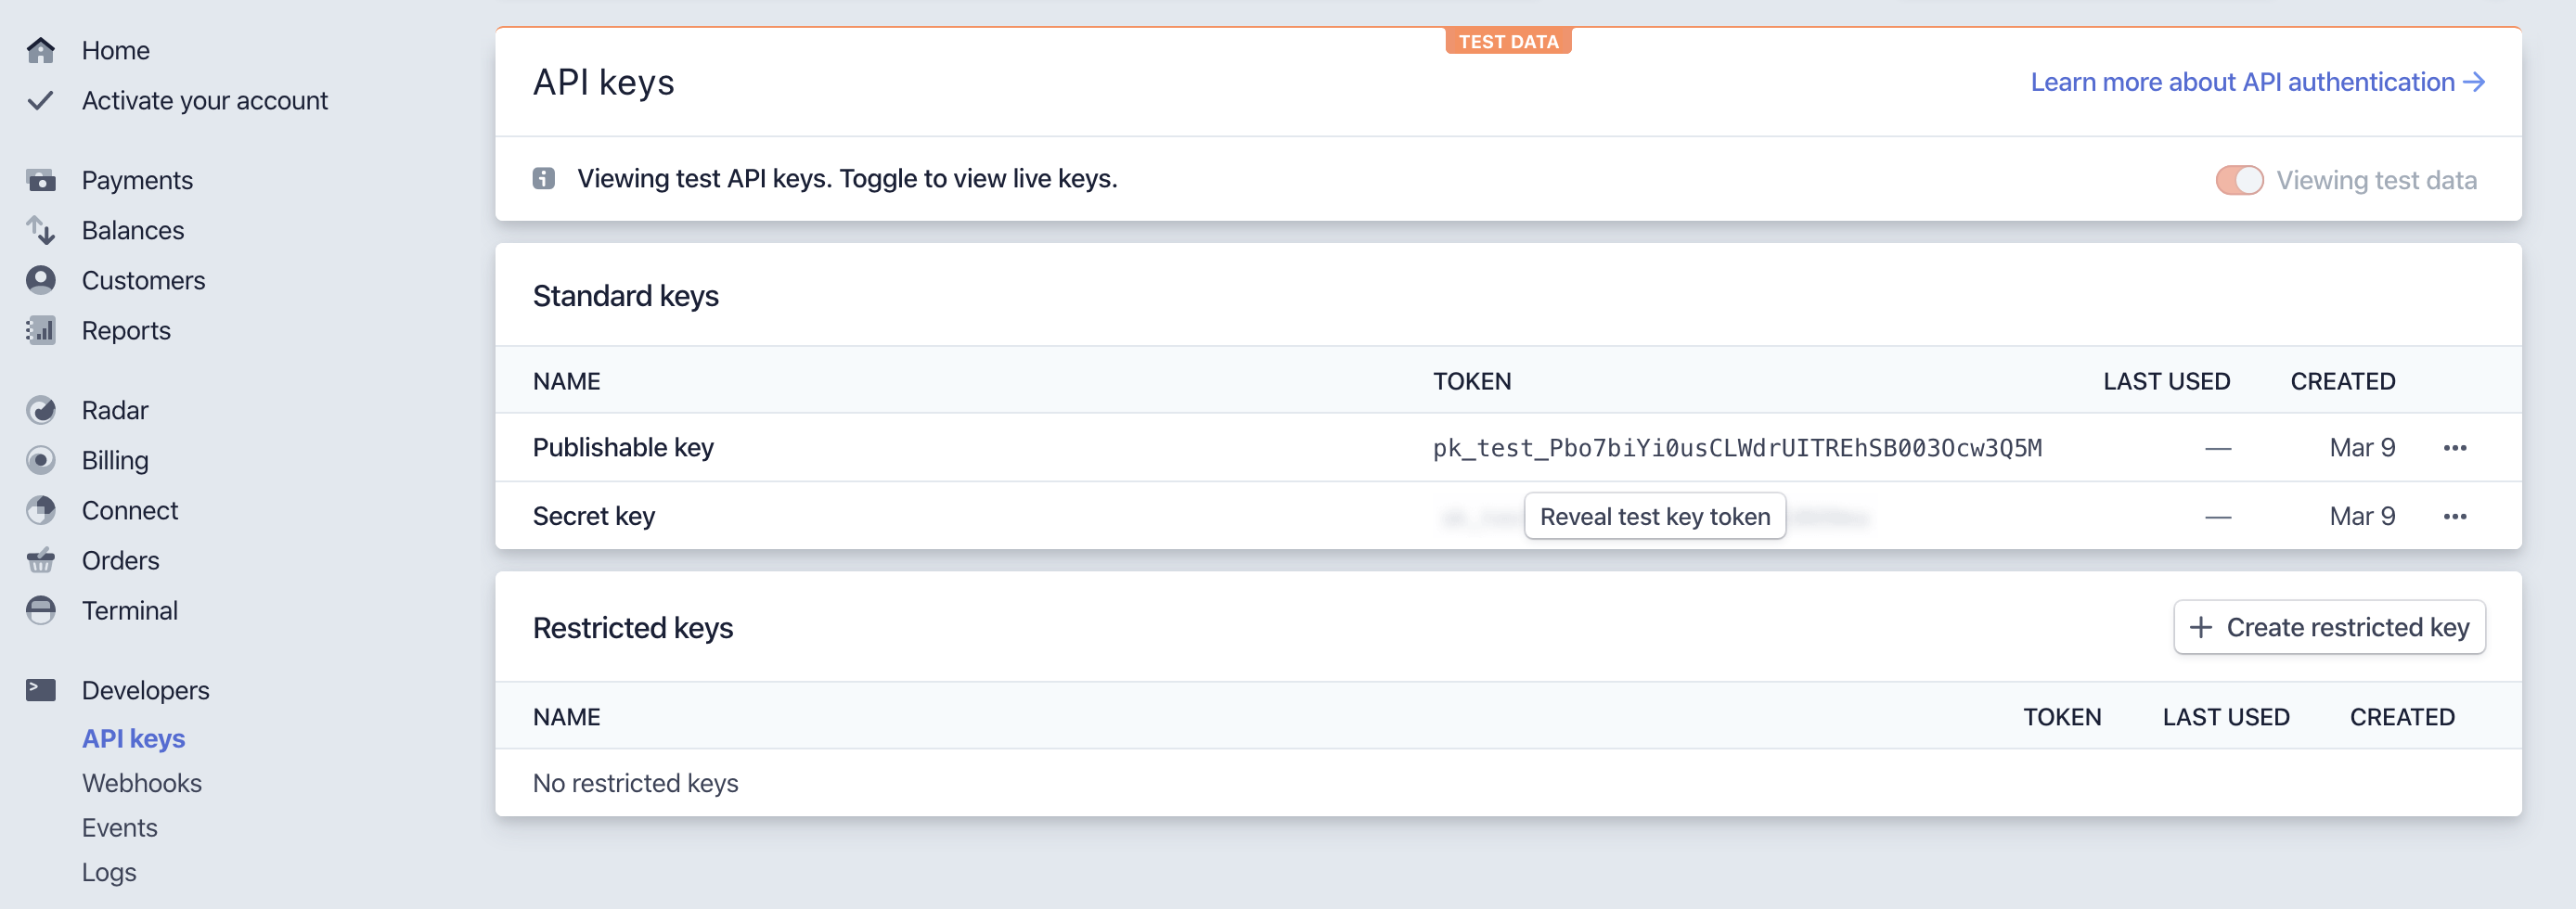 Home
Activate your account
Payments
Balances
Customers
Reports
Radar
Billing
Connect
Orders
Terminal
Developers
API keys
Webhooks
Events
Logs
TEST DATA
API keys
Learn more about API authentication →
Viewing test API keys. Toggle to view live keys.
Viewing test data
Standard keys
NAME TOKEN LAST USED CREATED
Publishable key pk_test_Pbo7biYi0usCLWdrUITREhSB003Ocw3Q5M — Mar 9 •••
Secret key Reveal test key token — Mar 9 •••
Restricted keys
+ Create restricted key
NAME TOKEN LAST USED CREATED
No restricted keys